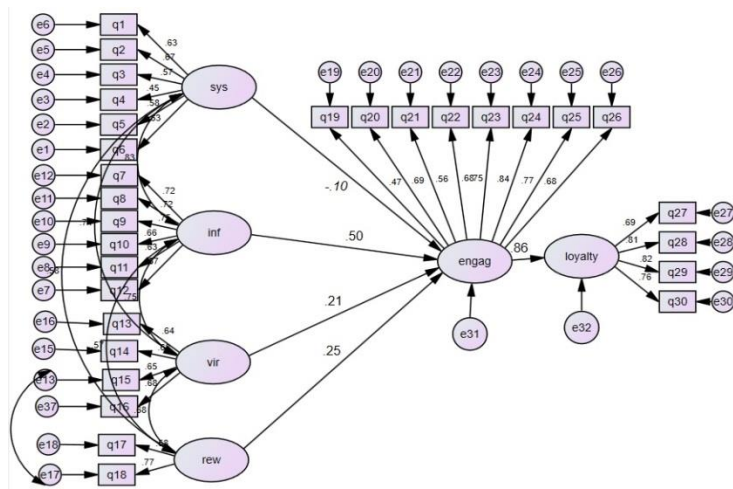 e6 q1 .63
e5 q2 .67
e4 q3 .57
e3 q4 .45
e2 q5 .58
e1 q6 .53
sys
.83
e12 q7 .72
e11 q8 .72
e10 q9
e9 q10 .66
e8 q11 .63
e7 q12
inf
.75
e16 q13 .64
e15 q14
e13 q15 .65
e37 q16 .68
vir
.58
e18 q17
e17 q18 .77
rew
e19 e20 e21 e22 e23 e24 e25 e26
q19 q20 q21 q22 q23 q24 q25 q26
.47 .69 .56 .68 .75 .84 .77 .68
-.10
.50
.21
.25
engag
.86
loyalty
e31
e32
.69 q27 e27
.81 q28 e28
.82 q29 e29
.76 q30 e30